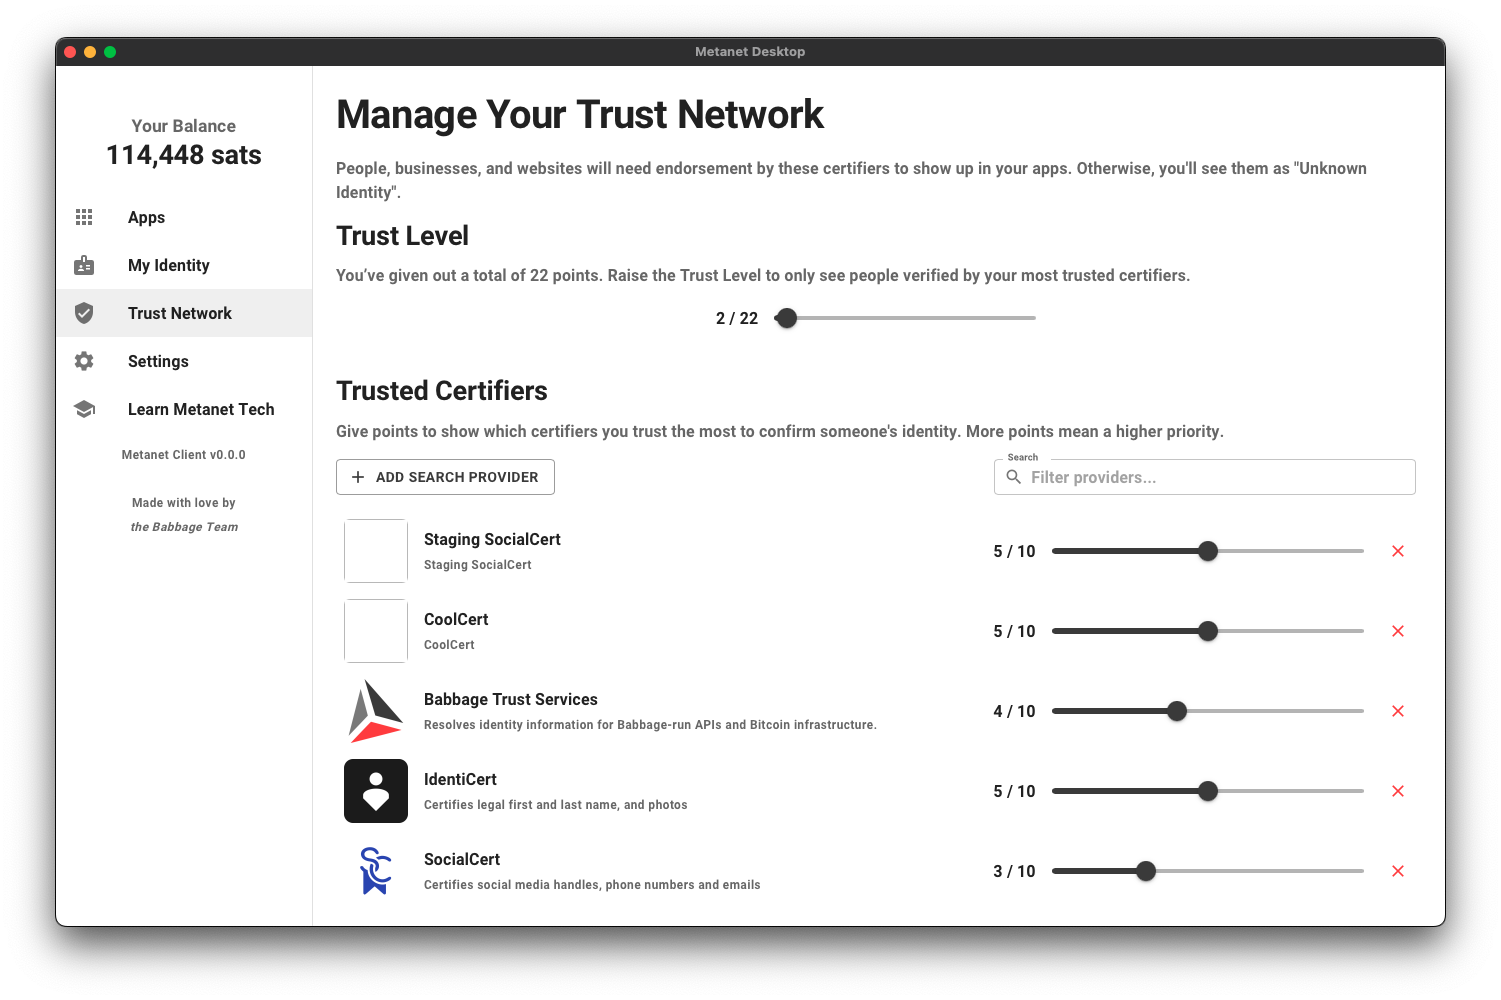 Metanet Desktop
Your Balance
114,448 sats
Apps
My Identity
Trust Network
Settings
Learn Metanet Tech
Metanet Client v0.0.0
Made with love by
the Babbage Team
Manage Your Trust Network
People, businesses, and websites will need endorsement by these certifiers to show up in your apps. Otherwise, you'll see them as "Unknown
Identity".
Trust Level
You’ve given out a total of 22 points. Raise the Trust Level to only see people verified by your most trusted certifiers.
2 / 22
Trusted Certifiers
Give points to show which certifiers you trust the most to confirm someone's identity. More points mean a higher priority.
ADD SEARCH PROVIDER
Search
Filter providers...
Staging SocialCert
Staging SocialCert
5 / 10
CoolCert
CoolCert
5 / 10
Babbage Trust Services
Resolves identity information for Babbage-run APIs and Bitcoin infrastructure.
4 / 10
IdentiCert
Certifies legal first and last name, and photos
5 / 10
SocialCert
Certifies social media handles, phone numbers and emails
3 / 10